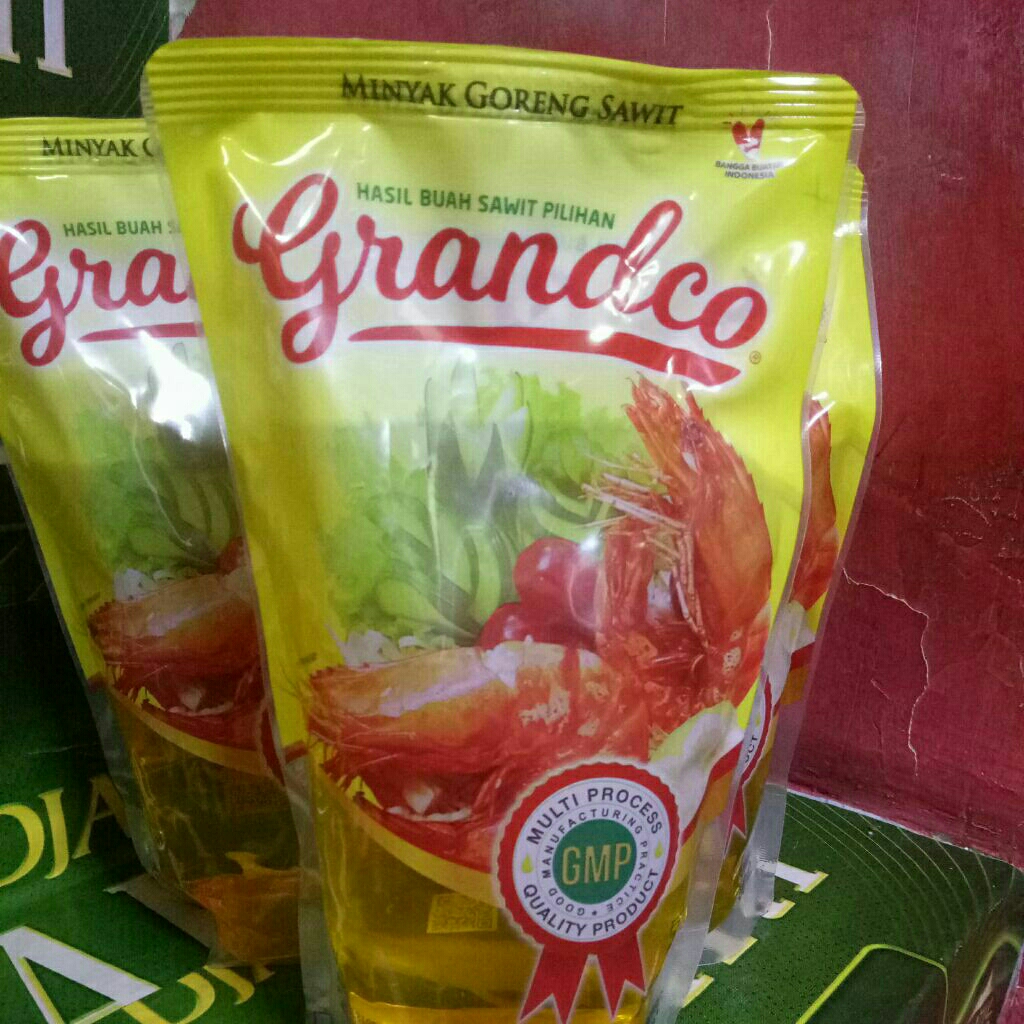 MINYAK GORENG SAWIT
BANGGA BUATAN
INDONESIA
HASIL BUAH SAWIT PILIHAN
Grandco
®
MULTI PROCESS
GOOD MANUFACTURING PRACTICE
GMP
QUALITY PRODUCT
MINYAK
HASIL BUAH
Gra